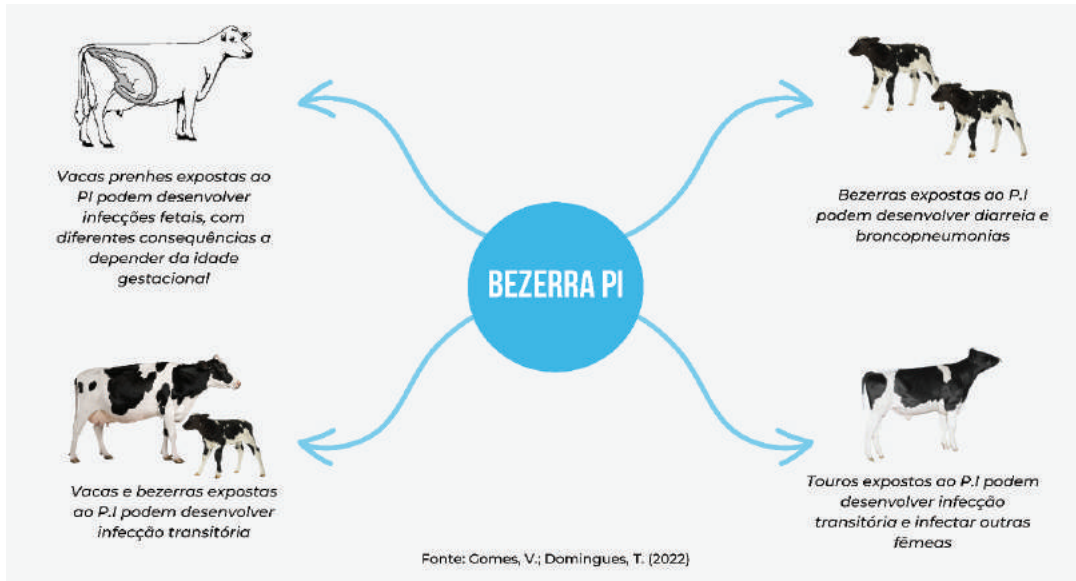 Vacas prenhes expostas ao
PI podem desenvolver
infecções fetais, com
diferentes consequências a
depender da idade
gestacional
Bezerras expostas ao P.I
podem desenvolver diarreia e
broncopneumonias
BEZERRA PI
Vacas e bezerras expostas
ao P.I podem desenvolver
infecção transitória
Touros expostos ao P.I podem
desenvolver infecção
transitória e infectar outras
fêmeas
Fonte: Gomes, V.; Domingues, T. (2022)